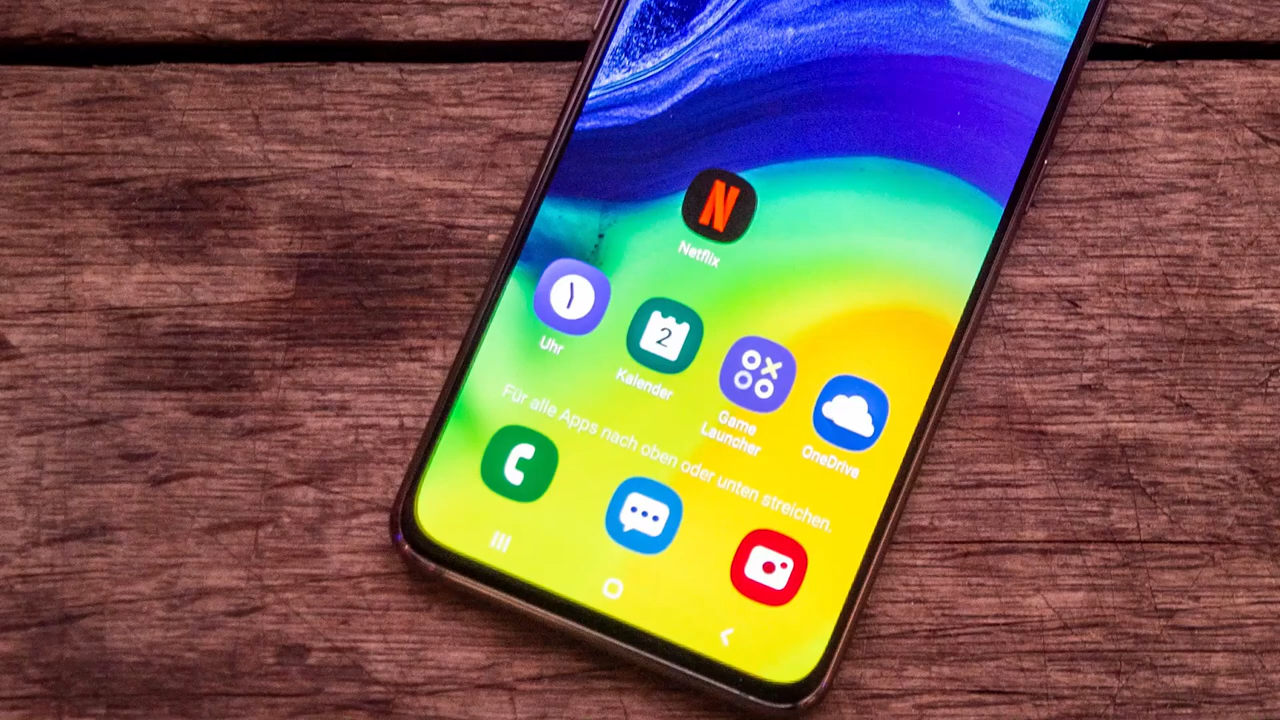 N
Netflix
Uhr
2
Kalender
Game
Launcher
OneDrive
Für alle Apps nach oben oder unten streichen.